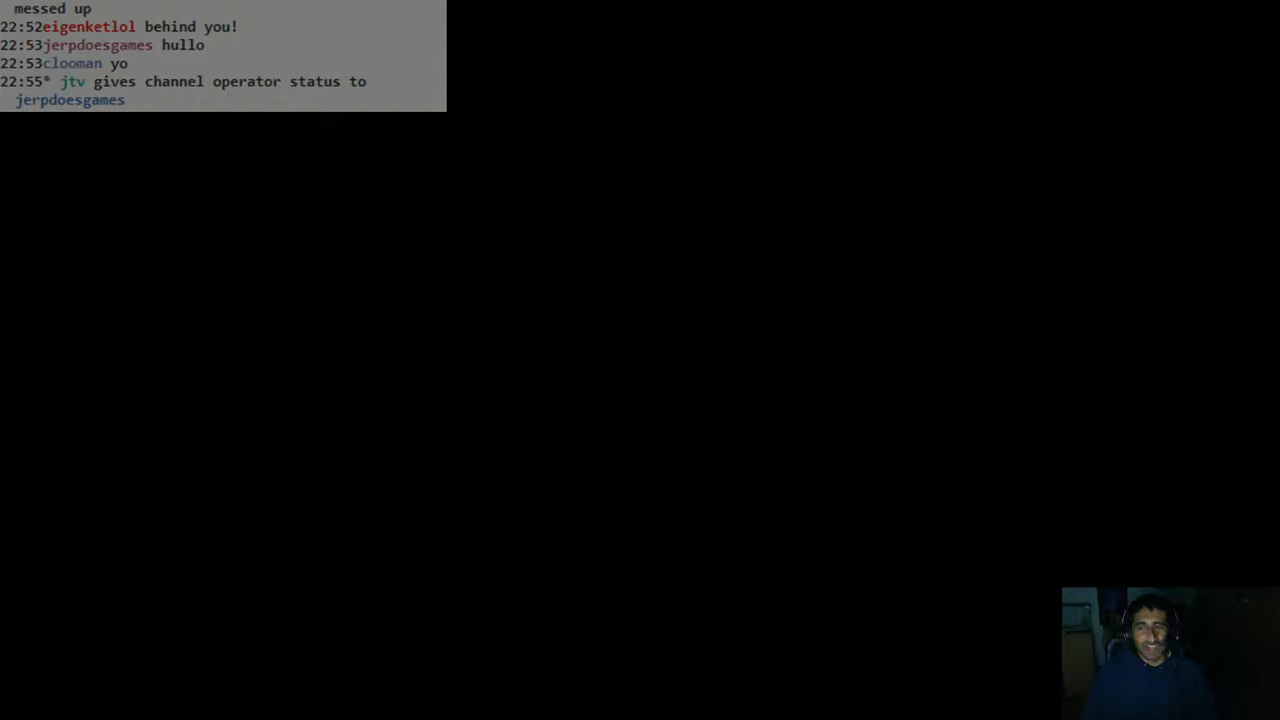 messed up
22:52eigenketlol behind you!
22:53jerpdoesgames hullo
22:53clooman yo
22:55* jtv gives channel operator status to
jerpdoesgames